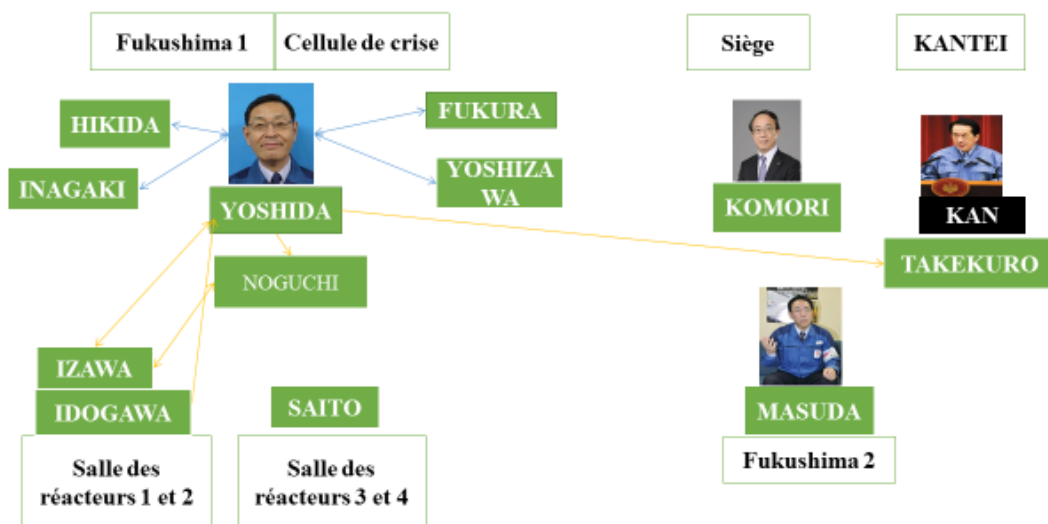 Fukushima 1
Cellule de crise
Siège
KANTEI
HIKIDA
FUKURA
INAGAKI
YOSHIZA
WA
YOSHIDA
KOMORI
KAN
NOGUCHI
TAKEKURO
IZAWA
IDOGAWA
SAITO
MASUDA
Salle des
réacteurs 1 et 2
Salle des
réacteurs 3 et 4
Fukushima 2